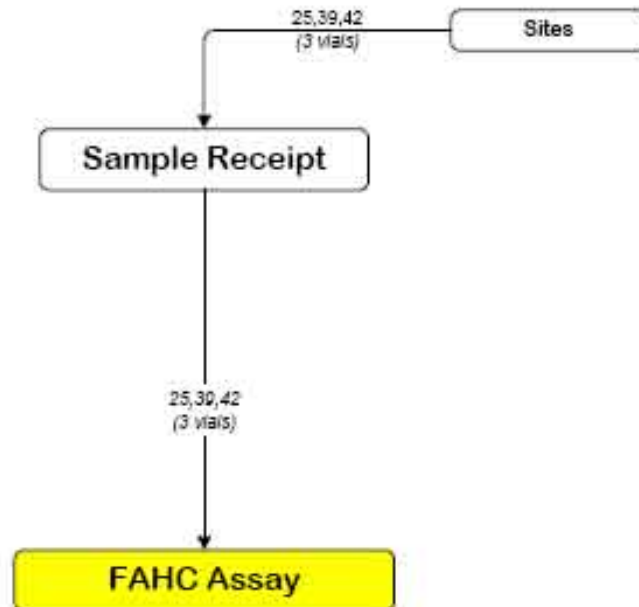 25,39,42
(3 vials)
Sites
Sample Receipt
25,39,42
(3 vials)
FAHC Assay